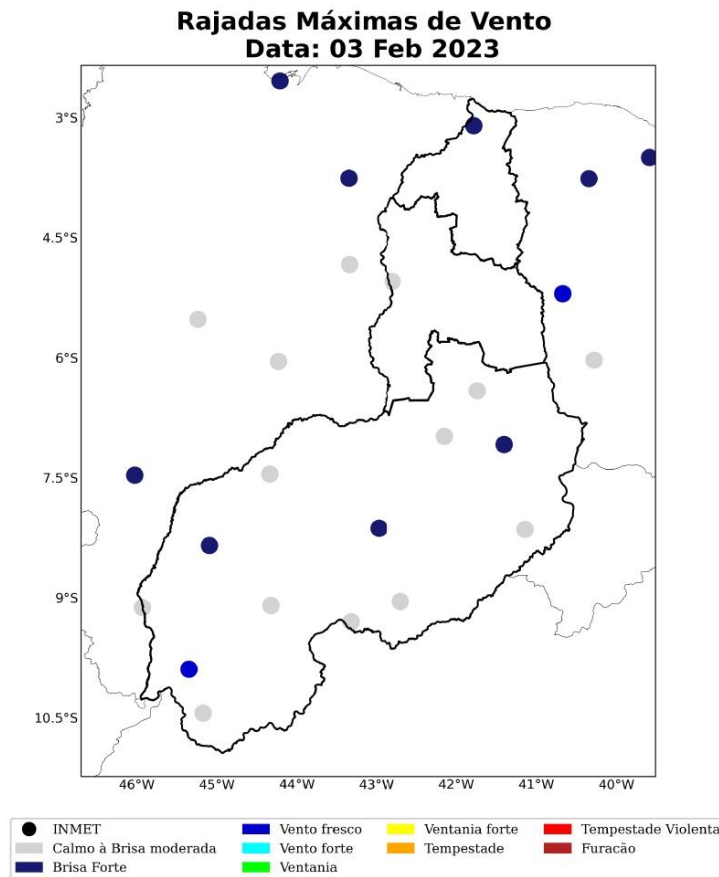 Rajadas Máximas de Vento
Data: 03 Feb 2023
3°S
4.5°S
6°S
7.5°S
9°S
10.5°S
46°W 45°W 44°W 43°W 42°W 41°W 40°W
INMET Vento fresco Ventania forte Tempestade Violenta
Calmo à Brisa moderada Vento forte Tempestade Furacão
Brisa Forte Ventania